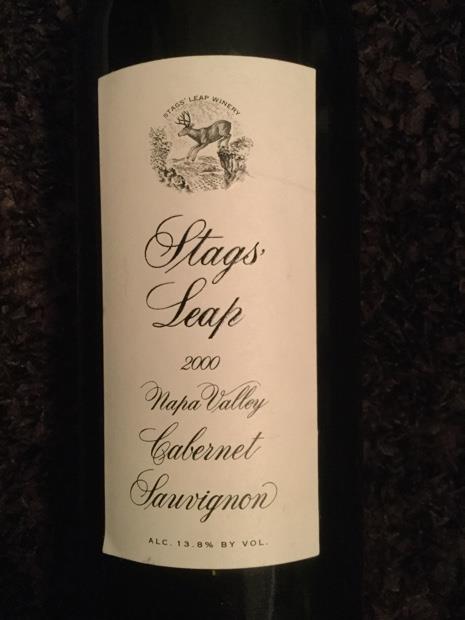 STAGS' LEAP WINERY
Stags'
Leap
2000
Napa Valley
Cabernet
Sauvignon
ALC. 13.8% BY VOL.